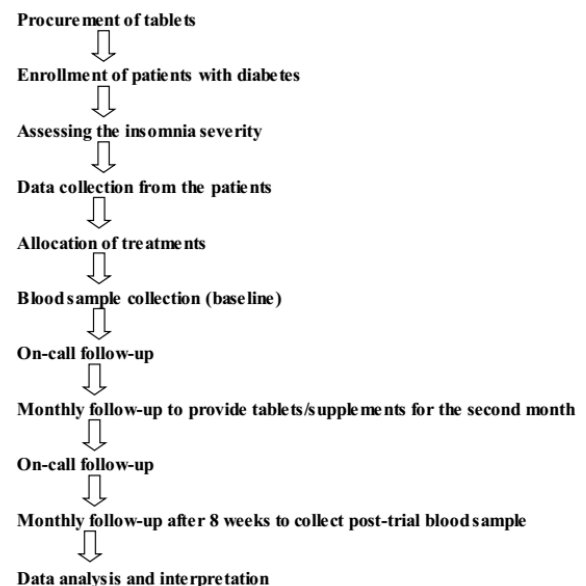 Procurement of tablets
Enrollment of patients with diabetes
Assessing the insomnia severity
Data collection from the patients
Allocation of treatments
Blood sample collection (baseline)
On-call follow-up
Monthly follow-up to provide tablets/supplements for the second month
On-call follow-up
Monthly follow-up after 8 weeks to collect post-trial blood sample
Data analysis and interpretation